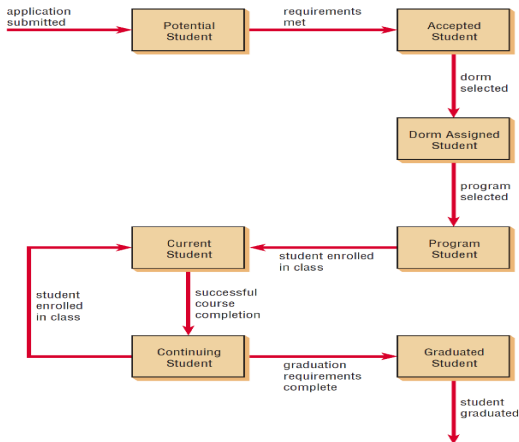 application
submitted
Potential
Student
requirements
met
Accepted
Student
dorm
selected
Dorm Assigned
Student
program
selected
Program
Student
student enrolled
in class
Current
Student
successful
course
completion
student
enrolled
in class
Continuing
Student
graduation
requirements
complete
Graduated
Student
student
graduated